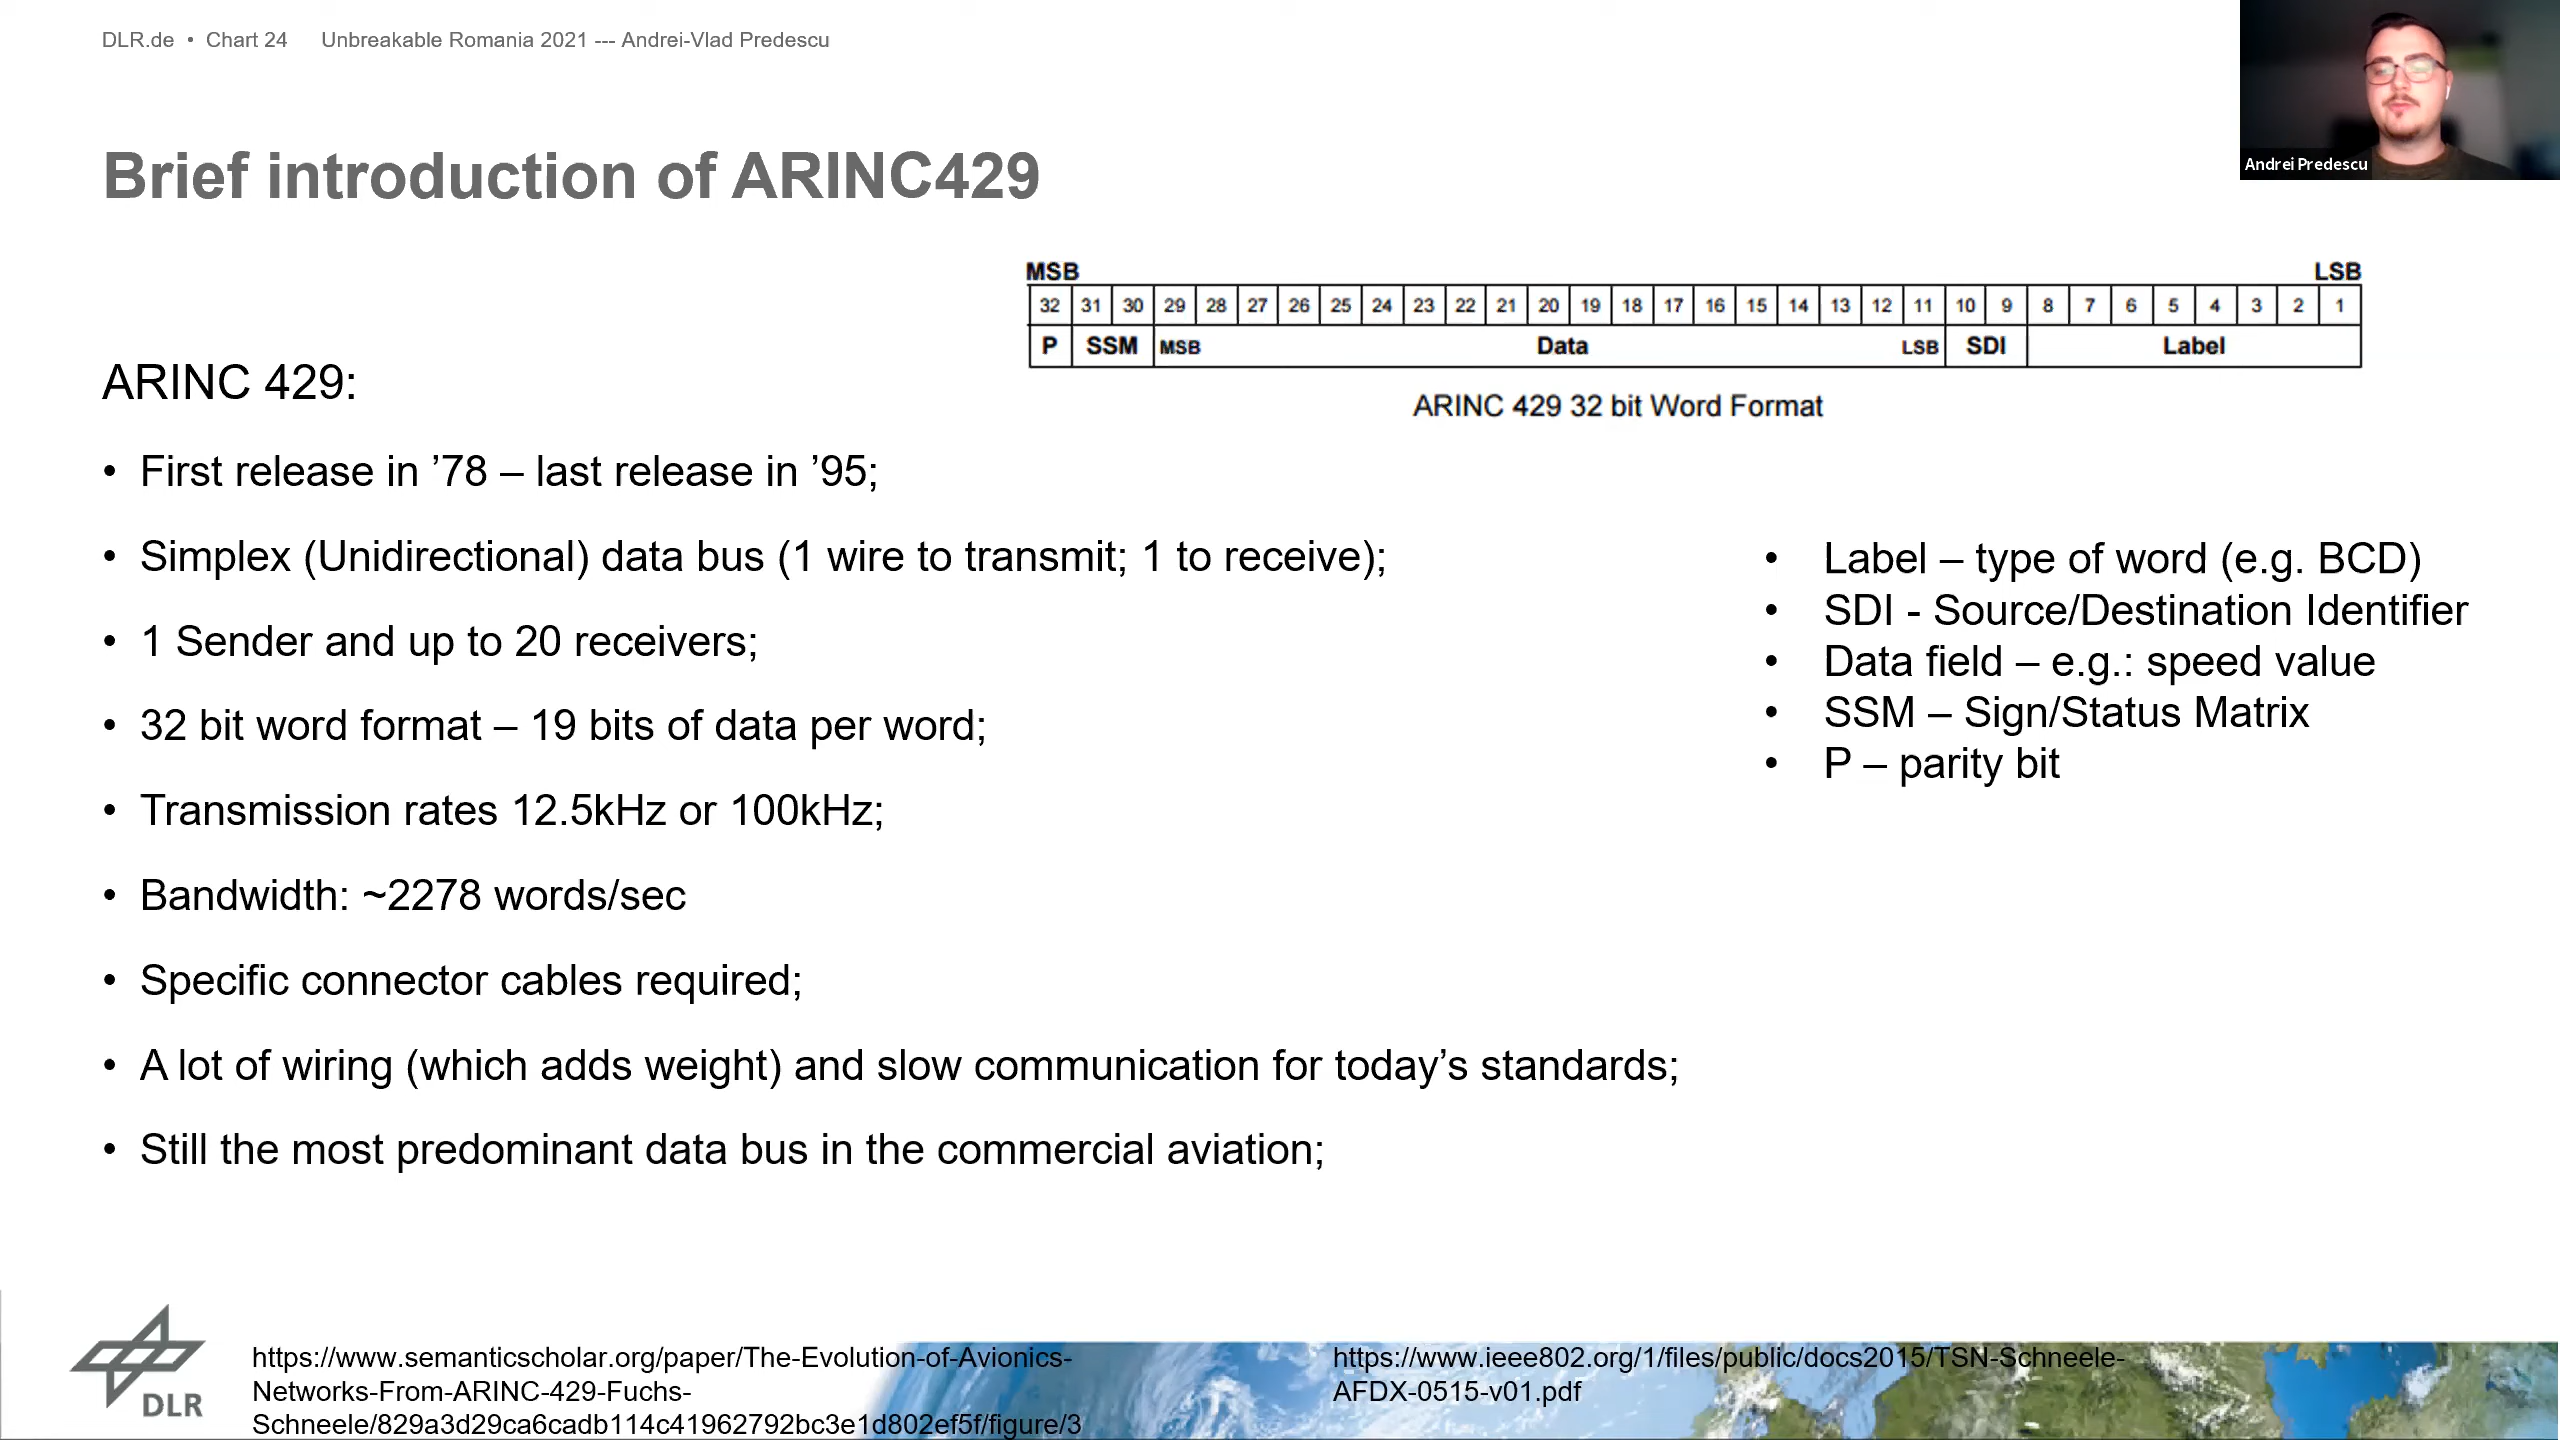 DLR.de • Chart 24 Unbreakable Romania 2021 --- Andrei-Vlad Predescu
Andrei Predescu
Brief introduction of ARINC429
MSB LSB
32 31 30 29 28 27 26 25 24 23 22 21 20 19 18 17 16 15 14 13 12 11 10 9 8 7 6 5 4 3 2 1
P SSM MSB Data LSB SDI Label
ARINC 429 32 bit Word Format
ARINC 429:
• First release in ’78 – last release in ’95;
• Simplex (Unidirectional) data bus (1 wire to transmit; 1 to receive);
• 1 Sender and up to 20 receivers;
• 32 bit word format – 19 bits of data per word;
• Transmission rates 12.5kHz or 100kHz;
• Bandwidth: ~2278 words/sec
• Specific connector cables required;
• A lot of wiring (which adds weight) and slow communication for today’s standards;
• Still the most predominant data bus in the commercial aviation;
• Label – type of word (e.g. BCD)
• SDI - Source/Destination Identifier
• Data field – e.g.: speed value
• SSM – Sign/Status Matrix
• P – parity bit
DLR
https://www.semanticscholar.org/paper/The-Evolution-of-Avionics-
Networks-From-ARINC-429-Fuchs-
Schneele/829a3d29ca6cadb114c41962792bc3e1d802ef5f/figure/3
https://www.ieee802.org/1/files/public/docs2015/TSN-Schneele-
AFDX-0515-v01.pdf